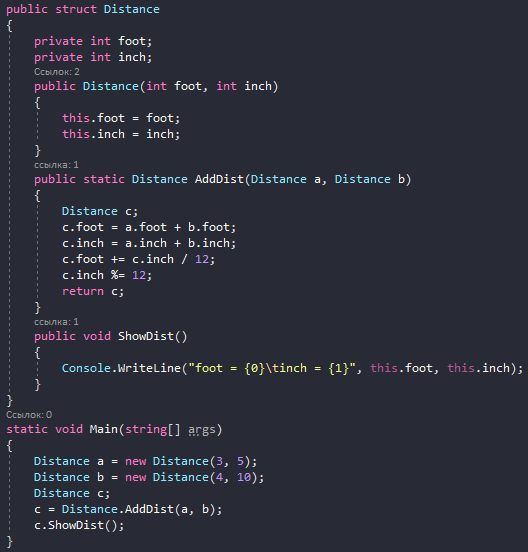 public struct Distance
{
    private int foot;
    private int inch;
    Ссылок: 2
    public Distance(int foot, int inch)
    {
        this.foot = foot;
        this.inch = inch;
    }
    ссылка: 1
    public static Distance AddDist(Distance a, Distance b)
    {
        Distance c;
        c.foot = a.foot + b.foot;
        c.inch = a.inch + b.inch;
        c.foot += c.inch / 12;
        c.inch %= 12;
        return c;
    }
    ссылка: 1
    public void ShowDist()
    {
        Console.WriteLine("foot = {0}\tinch = {1}", this.foot, this.inch);
    }
}
Ссылок: 0
static void Main(string[] args)
{
    Distance a = new Distance(3, 5);
    Distance b = new Distance(4, 10);
    Distance c;
    c = Distance.AddDist(a, b);
    c.ShowDist();
}